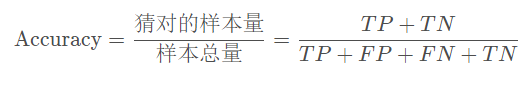 Accuracy = 猜对的样本量 / 样本总量 = TP + TN / TP + FP + FN + TN